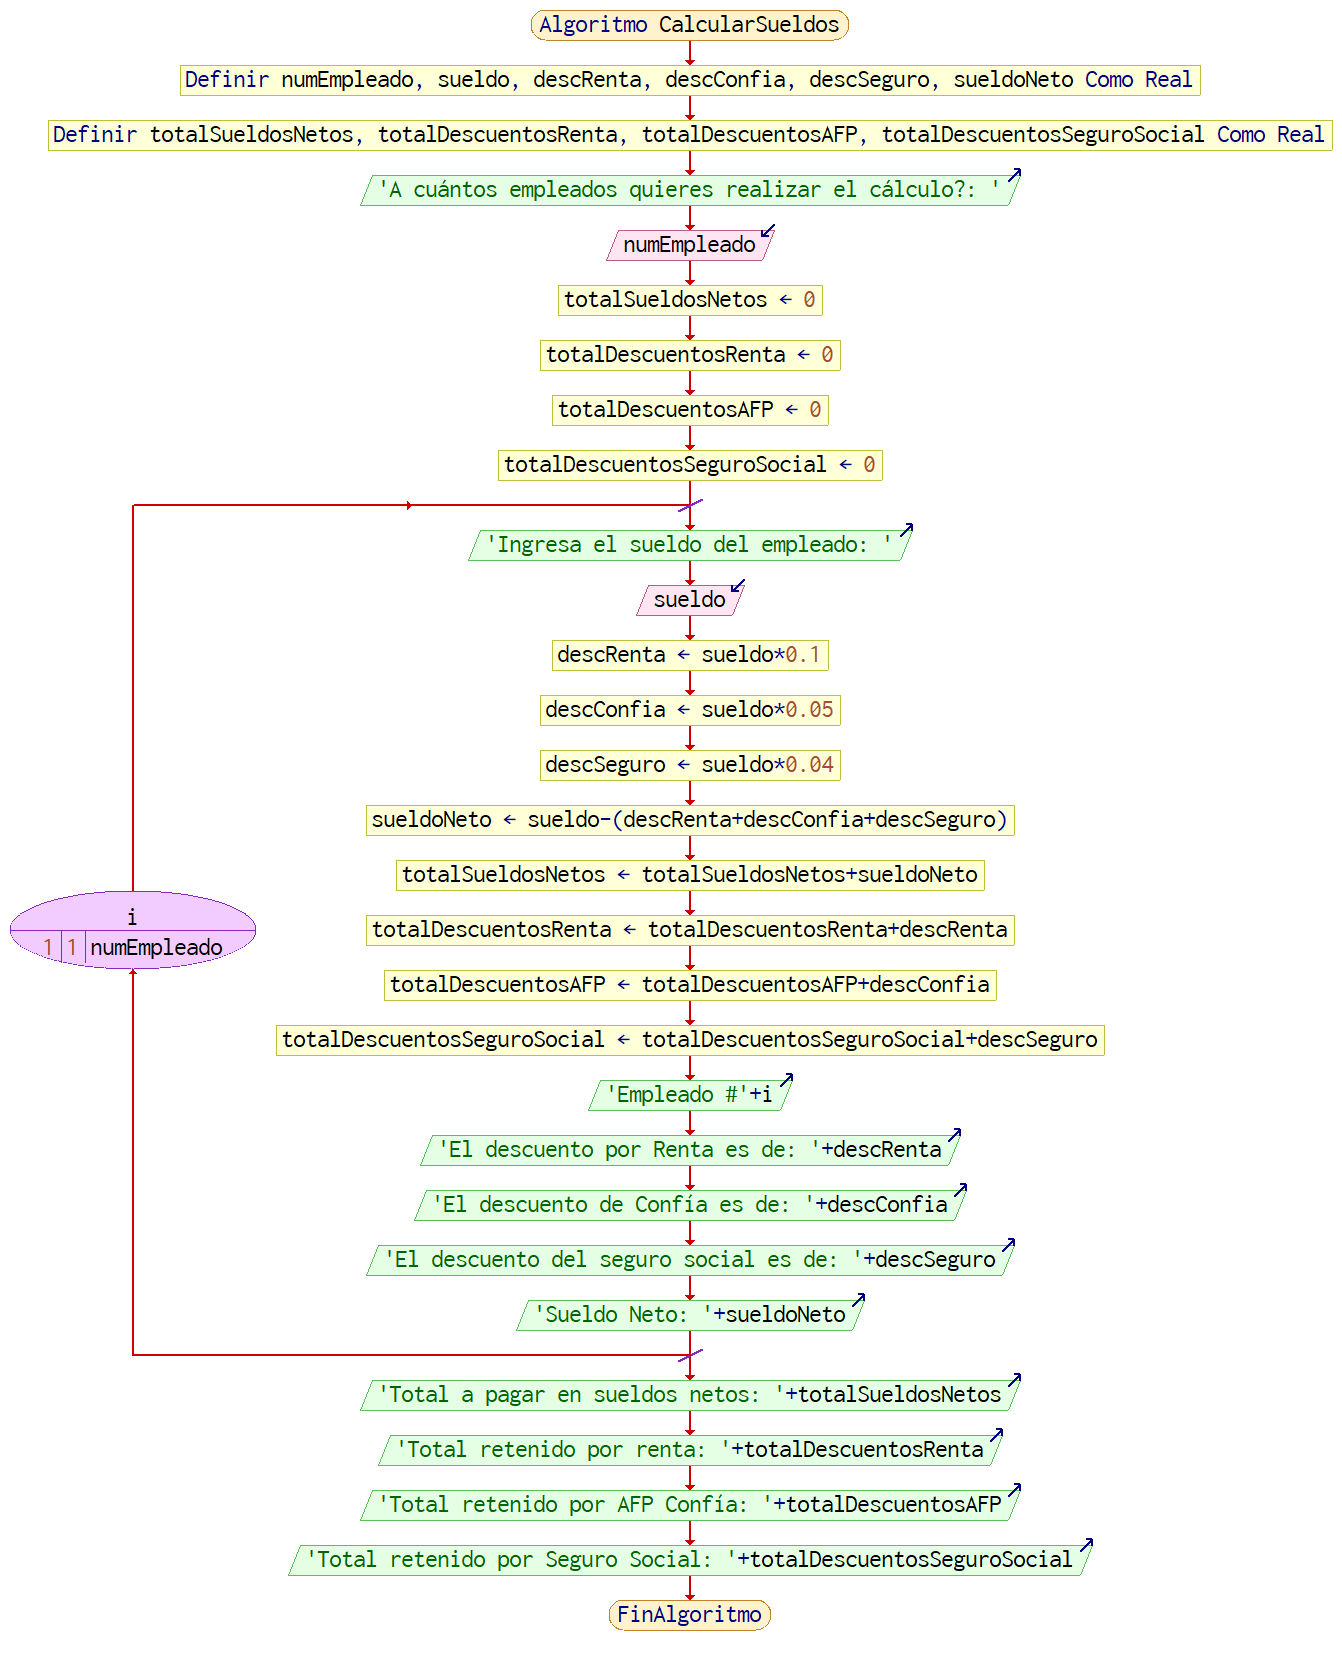 Algoritmo CalcularSueldos
Definir numEmpleado, sueldo, descRenta, descConfia, descSeguro, sueldoNeto Como Real
Definir totalSueldosNetos, totalDescuentosRenta, totalDescuentosAFP, totalDescuentosSeguroSocial Como Real
'A cuántos empleados quieres realizar el cálculo?: '
numEmpleado
totalSueldosNetos ← 0
totalDescuentosRenta ← 0
totalDescuentosAFP ← 0
totalDescuentosSeguroSocial ← 0
'Ingresa el sueldo del empleado: '
sueldo
descRenta ← sueldo*0.1
descConfia ← sueldo*0.05
descSeguro ← sueldo*0.04
sueldoNeto ← sueldo-(descRenta+descConfia+descSeguro)
totalSueldosNetos ← totalSueldosNetos+sueldoNeto
i
1 1 numEmpleado
totalDescuentosRenta ← totalDescuentosRenta+descRenta
totalDescuentosAFP ← totalDescuentosAFP+descConfia
totalDescuentosSeguroSocial ← totalDescuentosSeguroSocial+descSeguro
'Empleado #'+i
'El descuento por Renta es de: '+descRenta
'El descuento de Confía es de: '+descConfia
'El descuento del seguro social es de: '+descSeguro
'Sueldo Neto: '+sueldoNeto
'Total a pagar en sueldos netos: '+totalSueldosNetos
'Total retenido por renta: '+totalDescuentosRenta
'Total retenido por AFP Confía: '+totalDescuentosAFP
'Total retenido por Seguro Social: '+totalDescuentosSeguroSocial
FinAlgoritmo